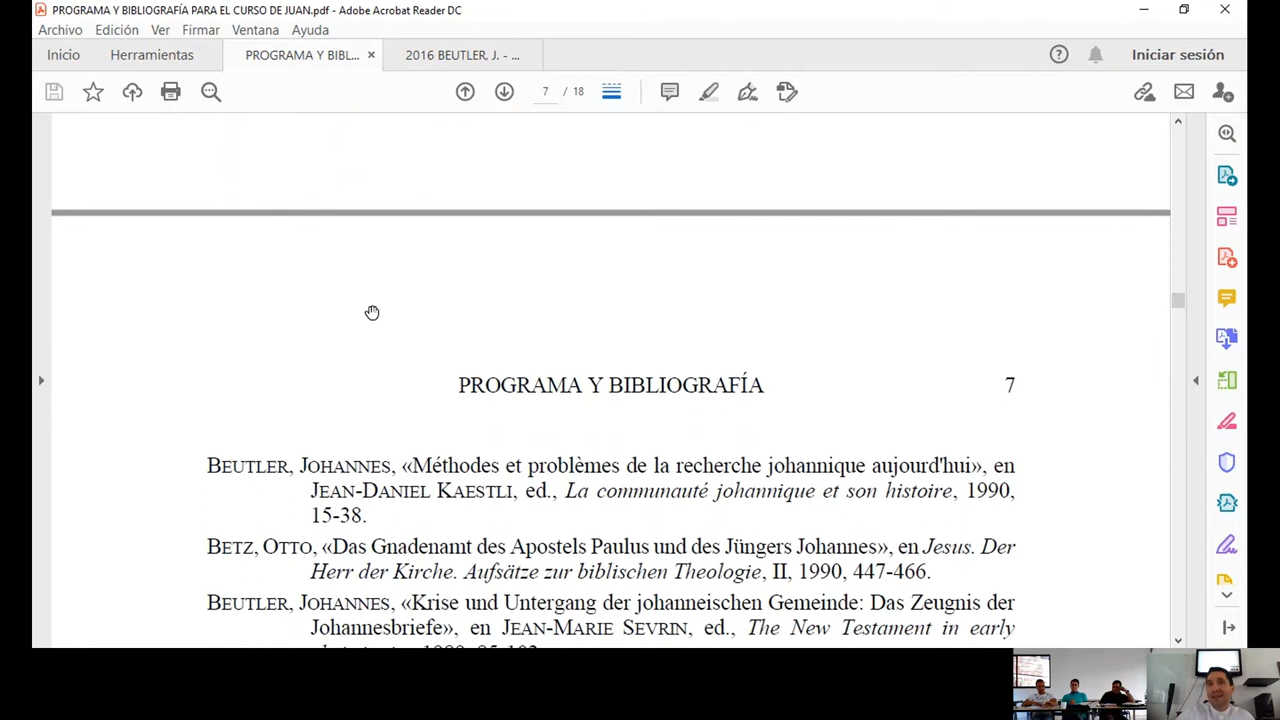 PROGRAMA Y BIBLIOGRAFÍA PARA EL CURSO DE JUAN.pdf - Adobe Acrobat Reader DC
Archivo Edición Ver Firmar Ventana Ayuda
Inicio Herramientas PROGRAMA Y BIBL... × 2016 BEUTLER, J. - ... Iniciar sesión
7 / 18
PROGRAMA Y BIBLIOGRAFÍA 7
BEUTLER, JOHANNES, «Méthodes et problèmes de la recherche johannique aujourd'hui», en
JEAN-DANIEL KAESTLI, ed., La communauté johannique et son histoire, 1990,
15-38.
BETZ, OTTO, «Das Gnadenamt des Apostels Paulus und des Jüngers Johannes», en Jesus. Der
Herr der Kirche. Aufsätze zur biblischen Theologie, II, 1990, 447-466.
BEUTLER, JOHANNES, «Krise und Untergang der johanneischen Gemeinde: Das Zeugnis der
Johannesbriefe», en JEAN-MARIE SEVRIN, ed., The New Testament in early